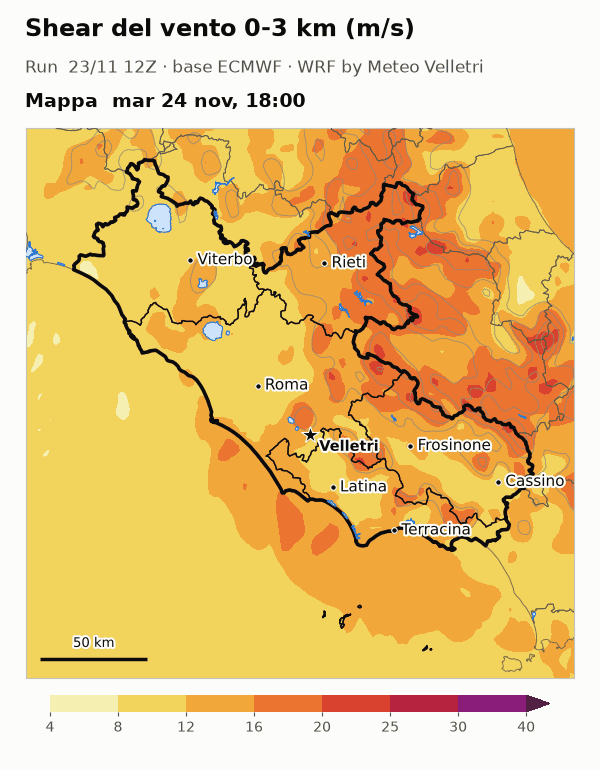 Shear del vento 0-3 km (m/s)
Run  23/11 12Z · base ECMWF · WRF by Meteo Velletri
Mappa  mar 24 nov, 18:00
Viterbo
Rieti
Roma
Velletri
Frosinone
Latina
Cassino
Terracina
50 km
4 8 12 16 20 25 30 40